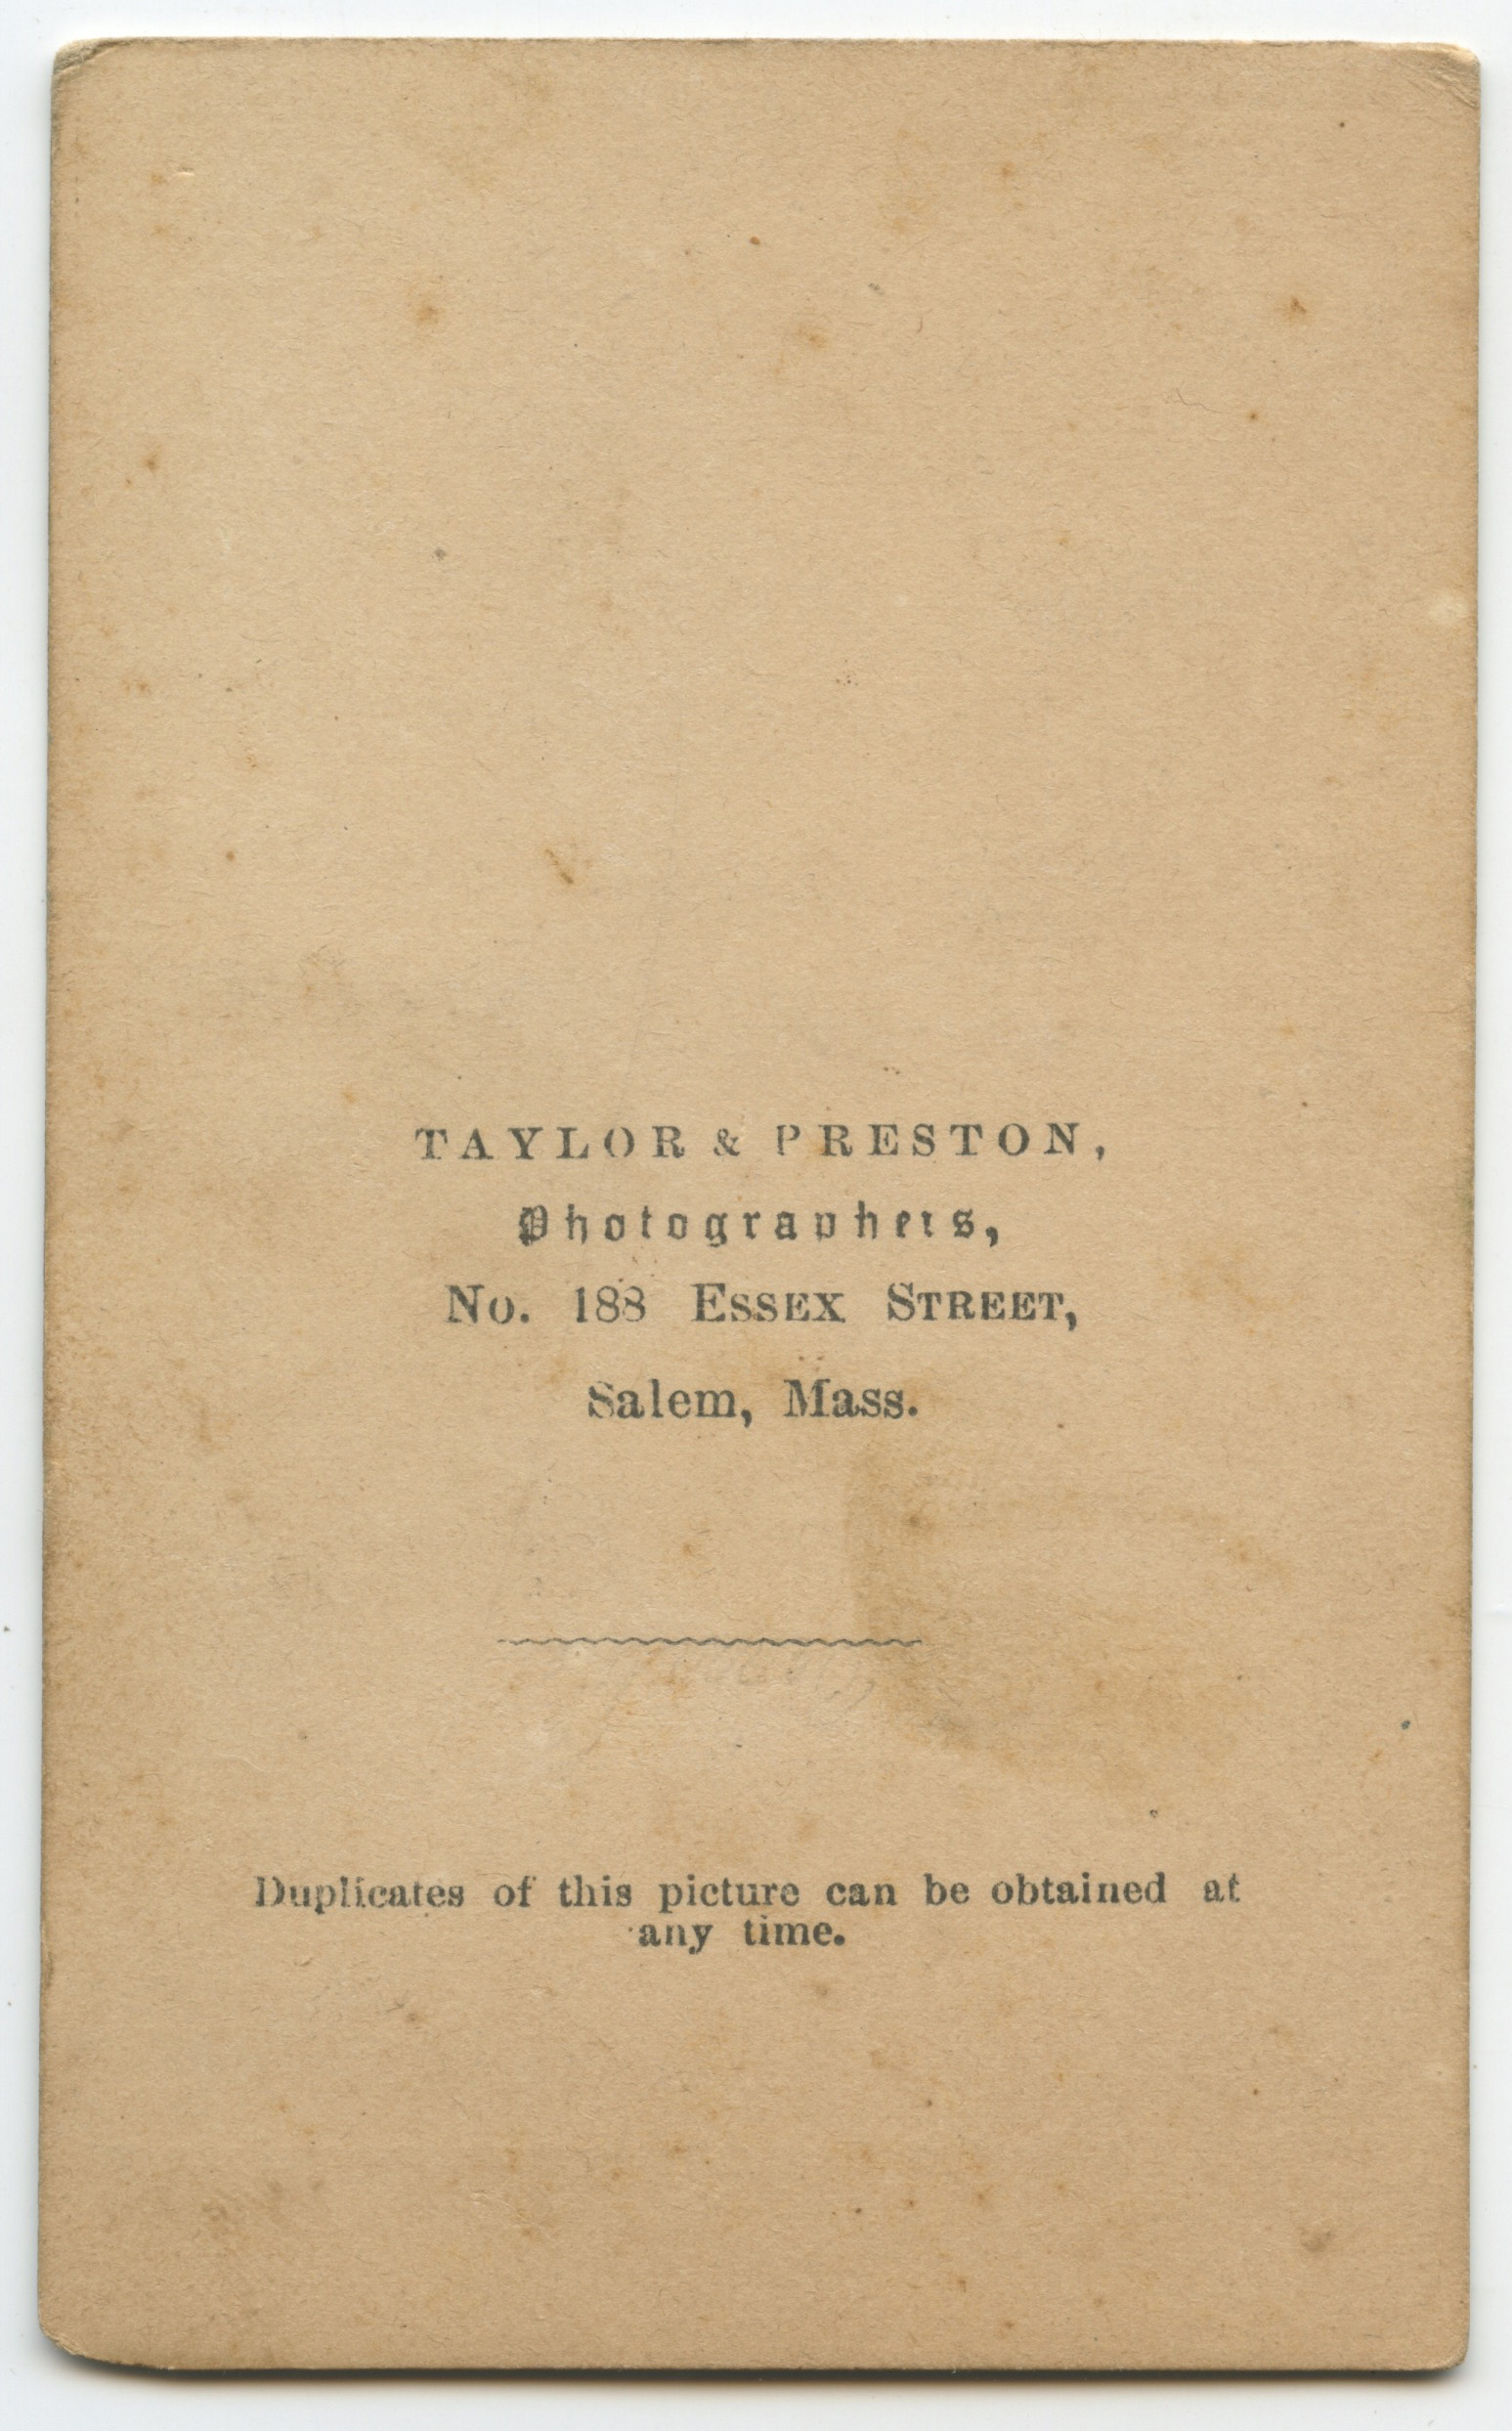 TAYLOR & PRESTON,
Photographers,
No. 188 ESSEX STREET,
Salem, Mass.
Duplicates of this picture can be obtained at
any time.